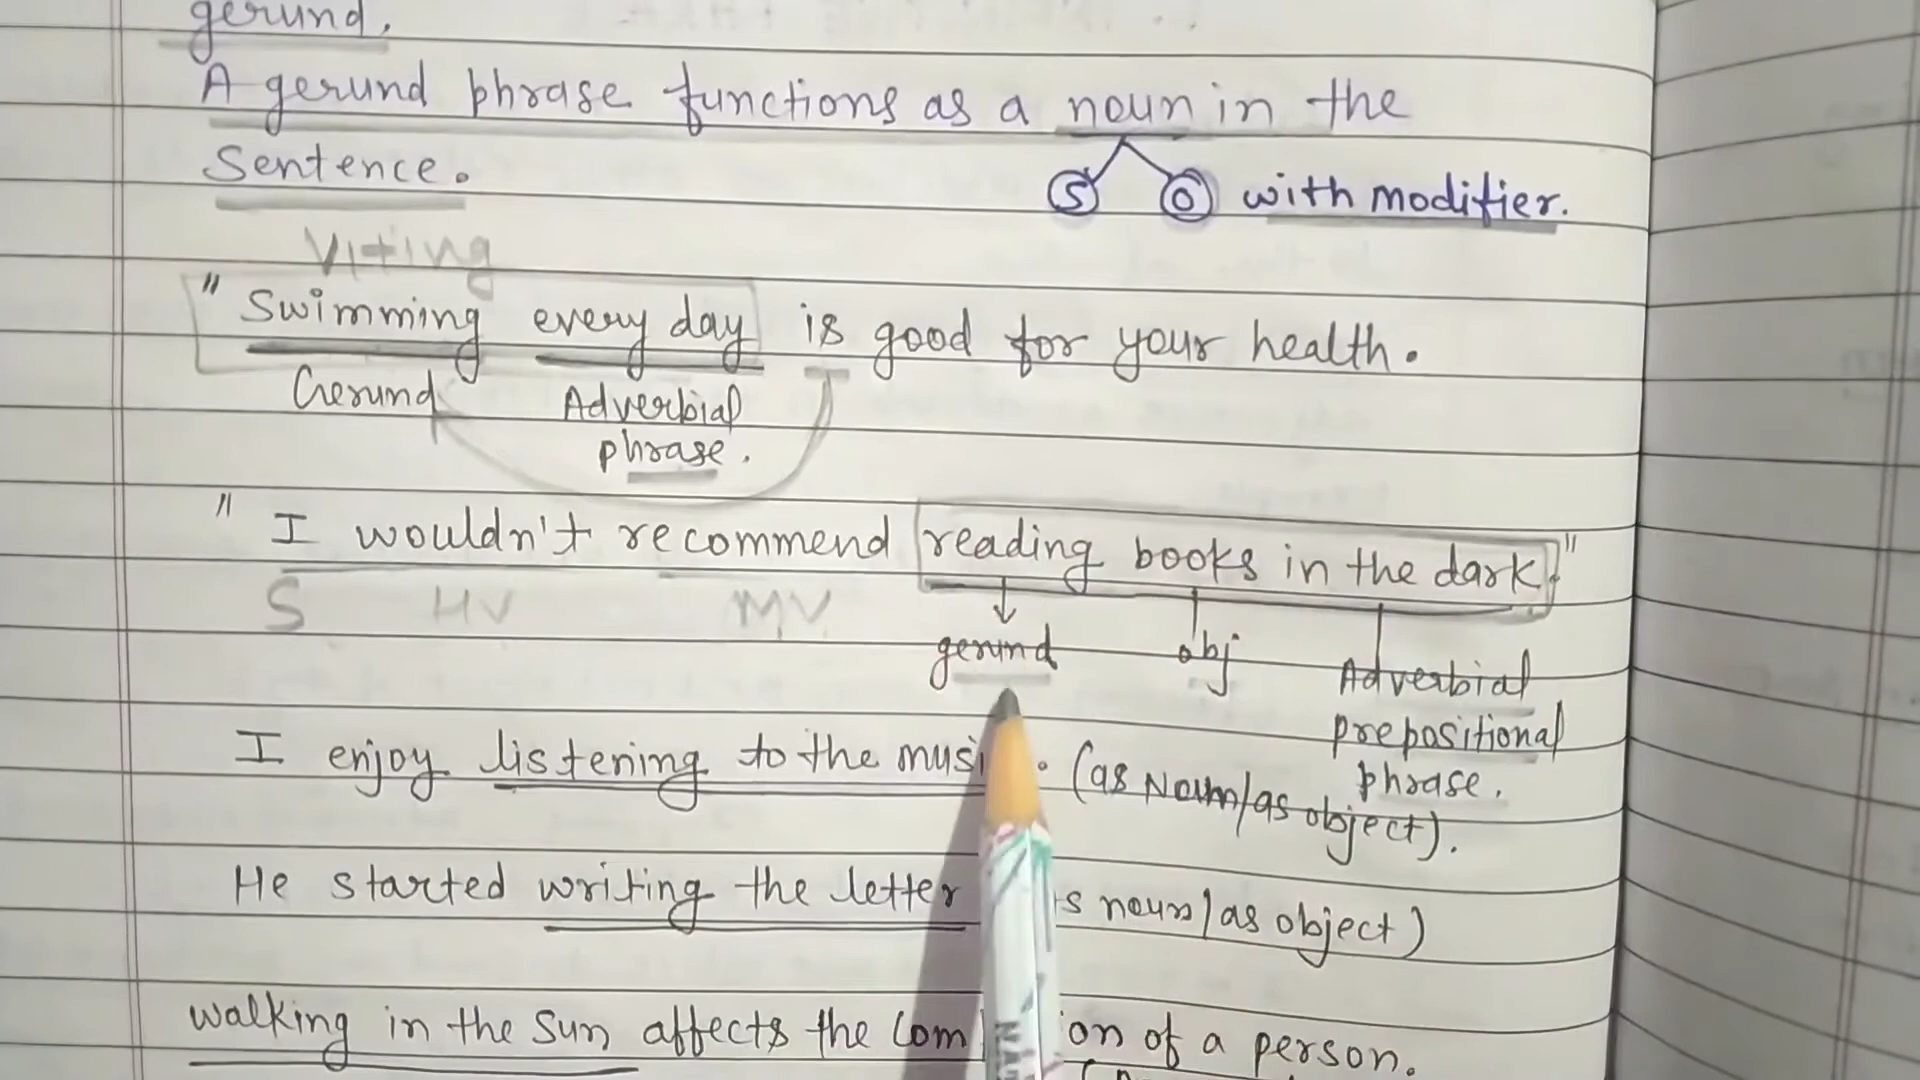 gerund.
A gerund phrase functions as a noun in the
Sentence.
S O with modifier.
V1+ing
" Swimming every day is good for your health.
Gerund Adverbial
phrase.
" I wouldn't recommend reading books in the dark."
S HV MV
gerund obj Adverbial
prepositional
phrase.
I enjoy listening to the musi . (as Noun/as object).
He started writing the letter s noun/as object)
walking in the sun affects the com on of a person.